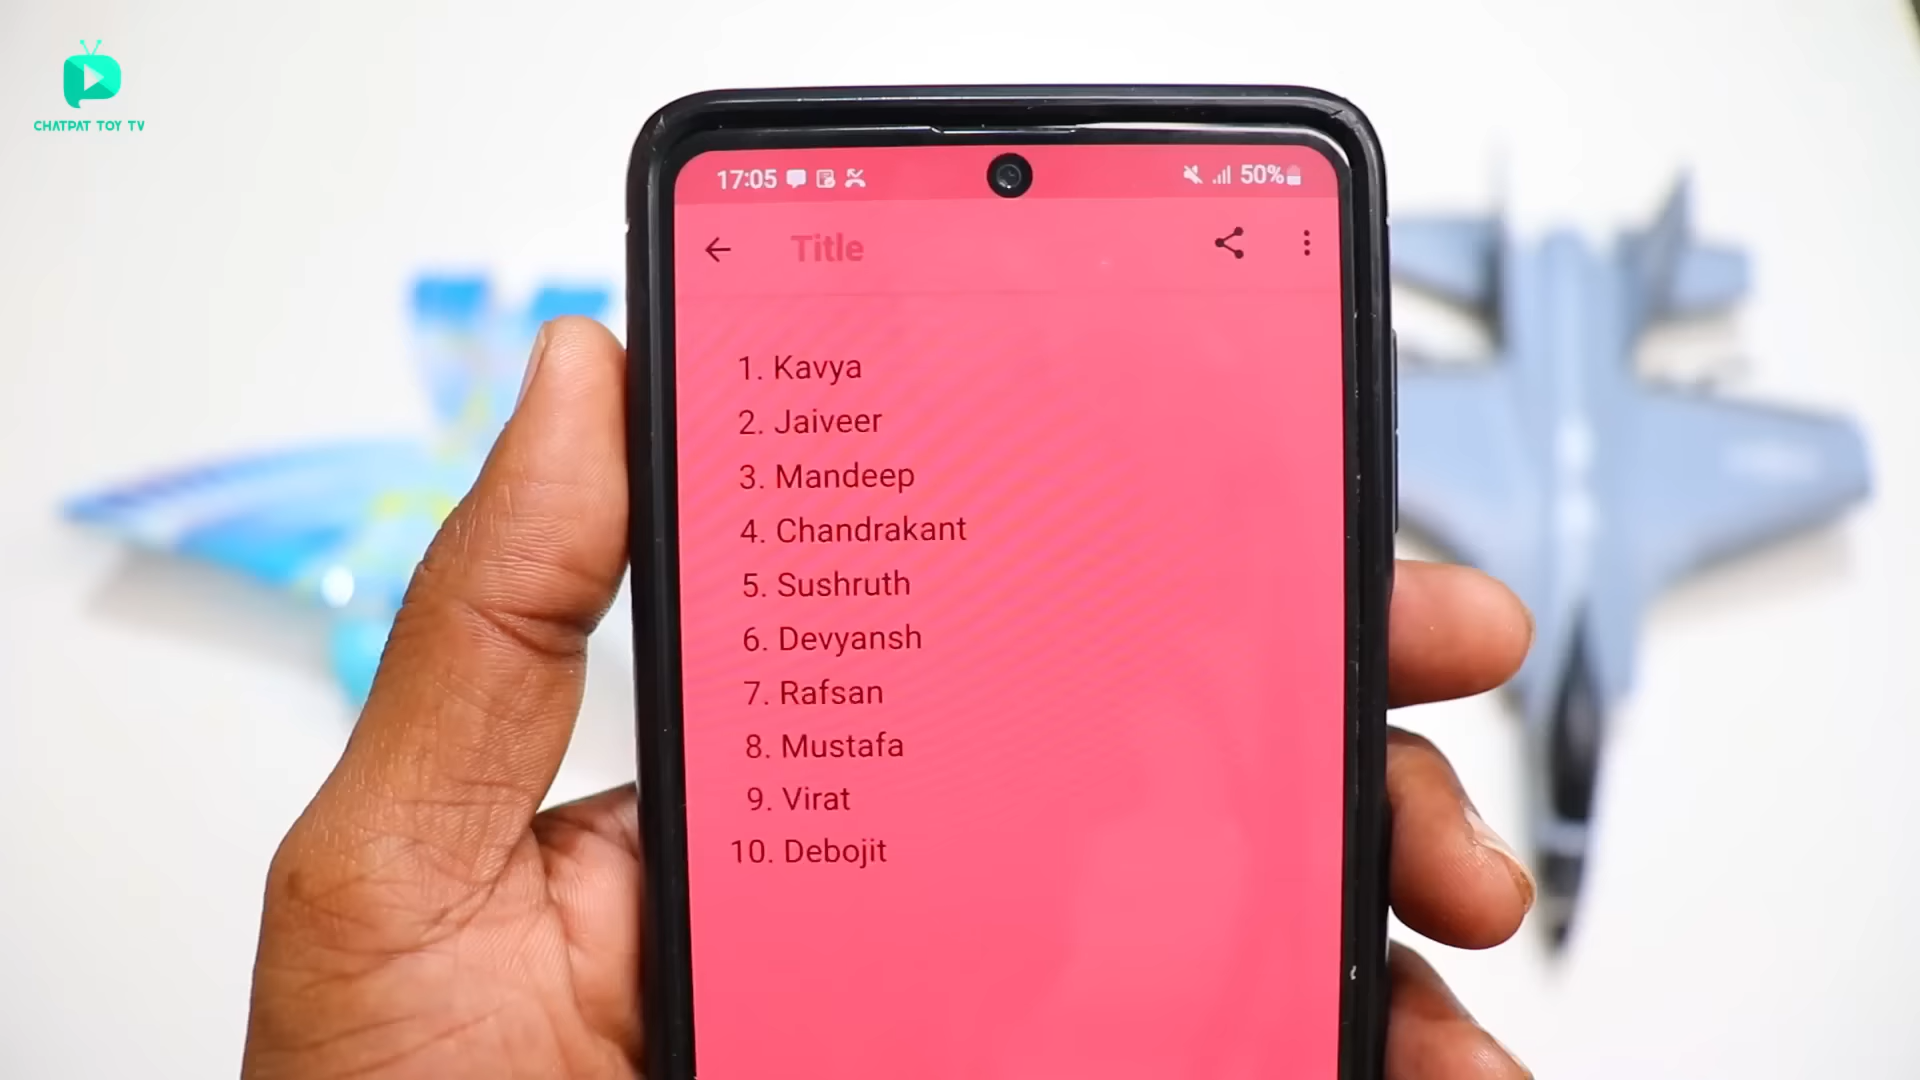 CHATPAT TOY TV
17:05 50%
Title
1. Kavya
2. Jaiveer
3. Mandeep
4. Chandrakant
5. Sushruth
6. Devyansh
7. Rafsan
8. Mustafa
9. Virat
10. Debojit